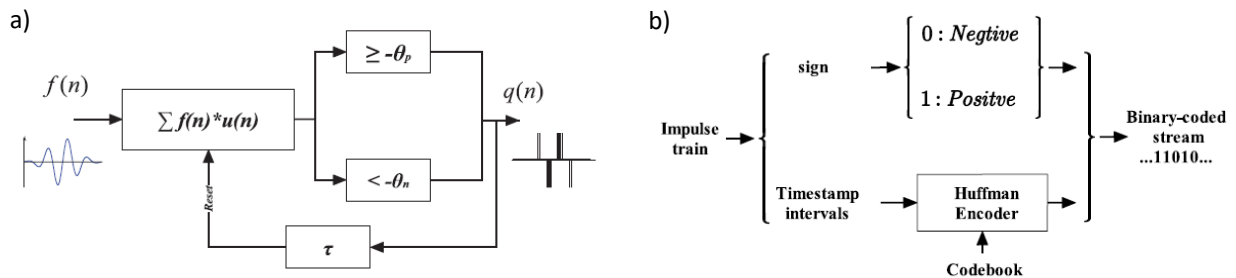 a)
f(n)
∑ f(n)*u(n)
≥ -θp
< -θn
q(n)
Reset
τ
b)
Impulse
train
sign
0 : Negtive
1 : Positve
Timestamp
intervals
Huffman
Encoder
Codebook
Binary-coded
stream
...11010...